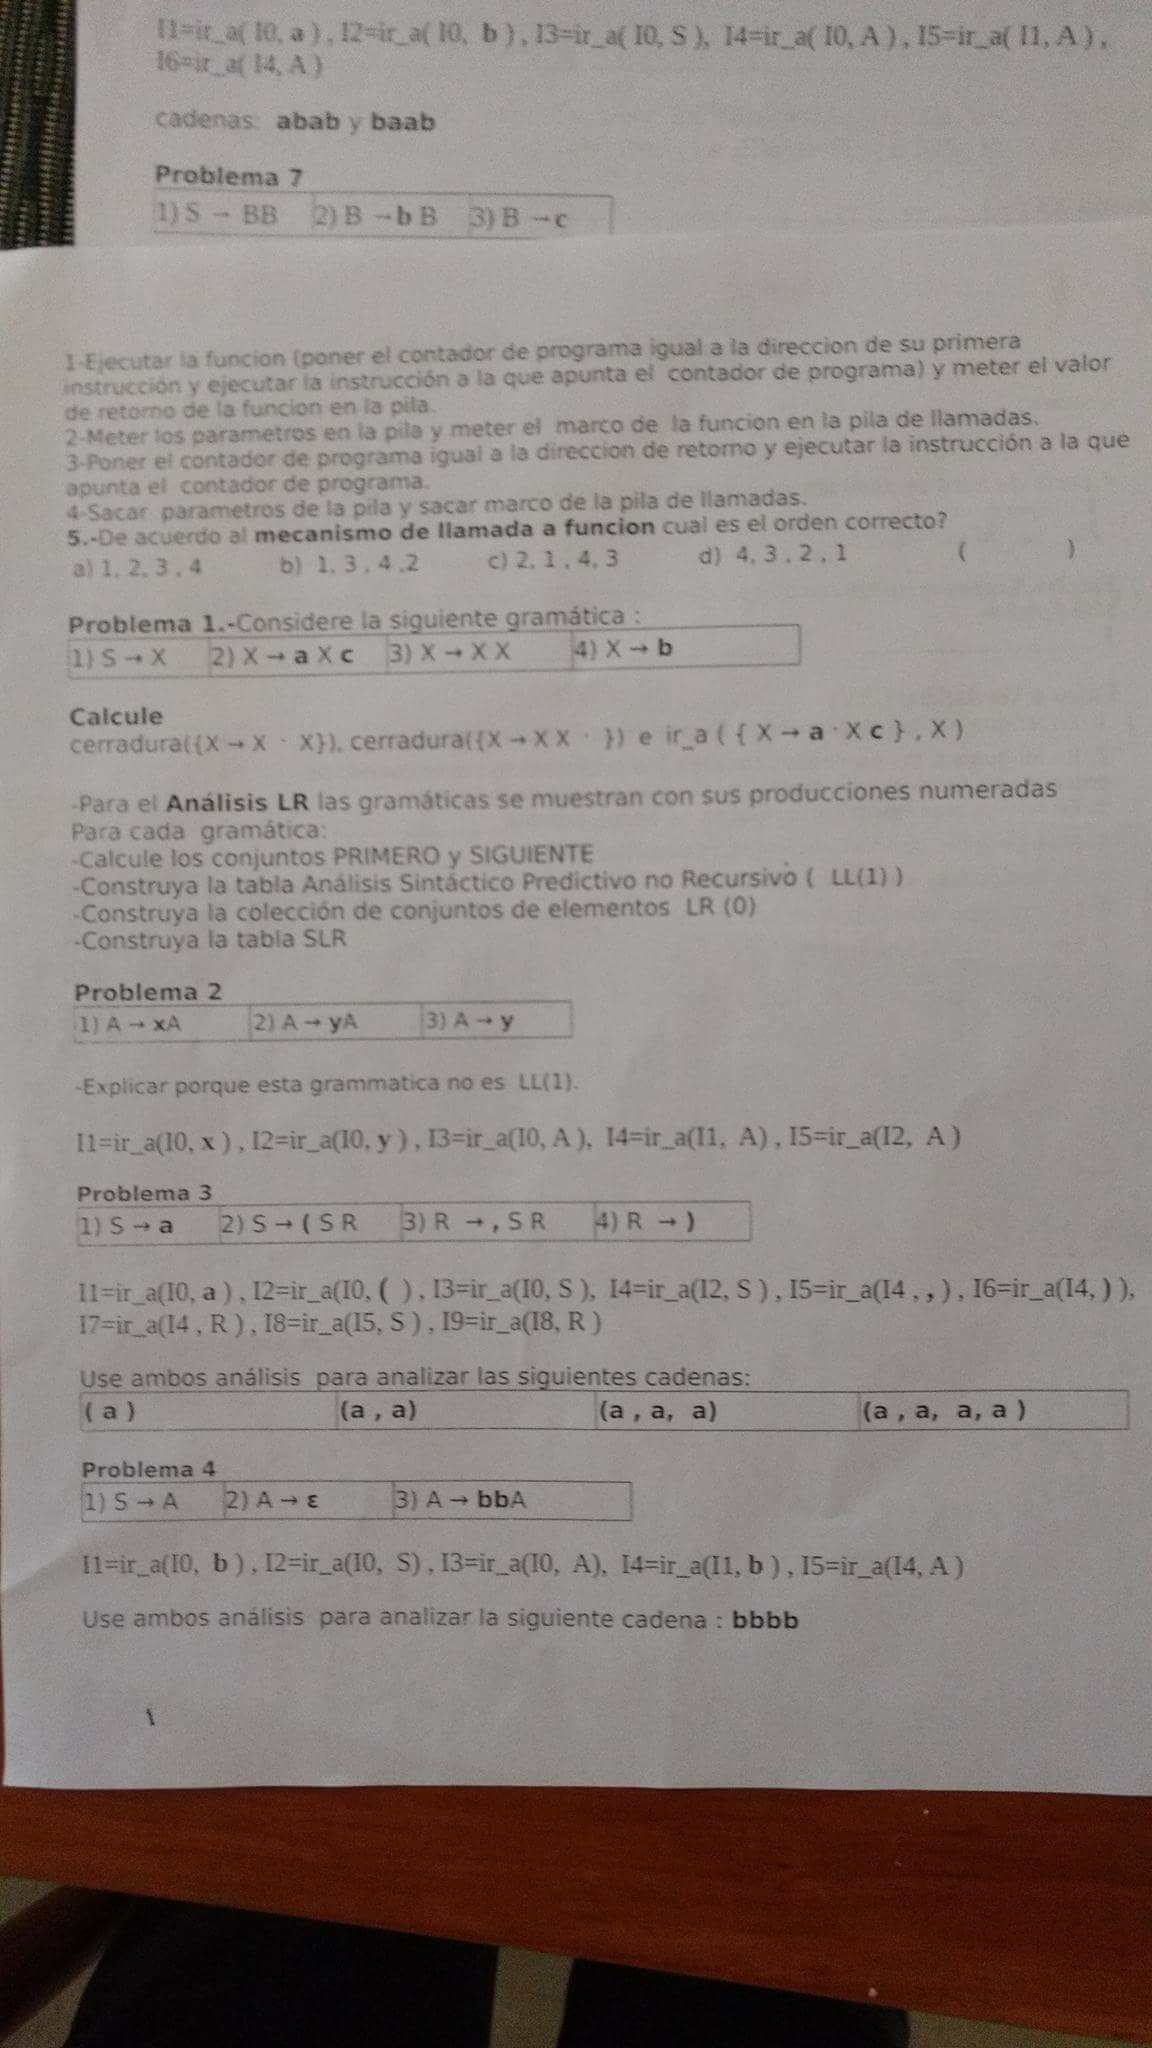 I1=ir_a( I0, a ) , I2=ir_a( I0, b ) , I3=ir_a( I0, S ), I4=ir_a( I0, A ) , I5=ir_a( I1, A ) ,
I6=ir_a( I4, A )
cadenas: abab y baab
Problema 7
1) S → BB 2) B → b B 3) B → c
1-Ejecutar la funcion (poner el contador de programa igual a la direccion de su primera
instrucción y ejecutar la instrucción a la que apunta el contador de programa) y meter el valor
de retorno de la funcion en la pila.
2-Meter los parametros en la pila y meter el marco de la funcion en la pila de llamadas.
3-Poner el contador de programa igual a la direccion de retorno y ejecutar la instrucción a la que
apunta el contador de programa.
4-Sacar parametros de la pila y sacar marco de la pila de llamadas.
5.-De acuerdo al mecanismo de llamada a funcion cual es el orden correcto?
a) 1, 2, 3 , 4 b) 1, 3 , 4 ,2 c) 2, 1 , 4, 3 d) 4, 3 , 2 , 1 ( )
Problema 1.-Considere la siguiente gramática :
1) S → X 2) X → a X c 3) X → X X 4) X → b
Calcule
cerradura({X → X · X}), cerradura({X → X X · }) e ir_a ( { X → a · X c } , X )
-Para el Análisis LR las gramáticas se muestran con sus producciones numeradas
Para cada gramática:
-Calcule los conjuntos PRIMERO y SIGUIENTE
-Construya la tabla Análisis Sintáctico Predictivo no Recursivo ( LL(1) )
-Construya la colección de conjuntos de elementos LR (0)
-Construya la tabla SLR
Problema 2
1) A → xA 2) A → yA 3) A → y
-Explicar porque esta grammatica no es LL(1).
I1=ir_a(I0, x ) , I2=ir_a(I0, y ) , I3=ir_a(I0, A ), I4=ir_a(I1, A) , I5=ir_a(I2, A )
Problema 3
1) S → a 2) S → ( S R 3) R → , S R 4) R → )
I1=ir_a(I0, a ) , I2=ir_a(I0, ( ) , I3=ir_a(I0, S ), I4=ir_a(I2, S ) , I5=ir_a(I4 , , ) , I6=ir_a(I4, ) ),
I7=ir_a(I4 , R ) , I8=ir_a(I5, S ) , I9=ir_a(I8, R )
Use ambos análisis para analizar las siguientes cadenas:
( a ) (a , a) (a , a, a) (a , a, a, a )
Problema 4
1) S → A 2) A → ε 3) A → bbA
I1=ir_a(I0, b ) , I2=ir_a(I0, S) , I3=ir_a(I0, A), I4=ir_a(I1, b ) , I5=ir_a(I4, A )
Use ambos análisis para analizar la siguiente cadena : bbbb